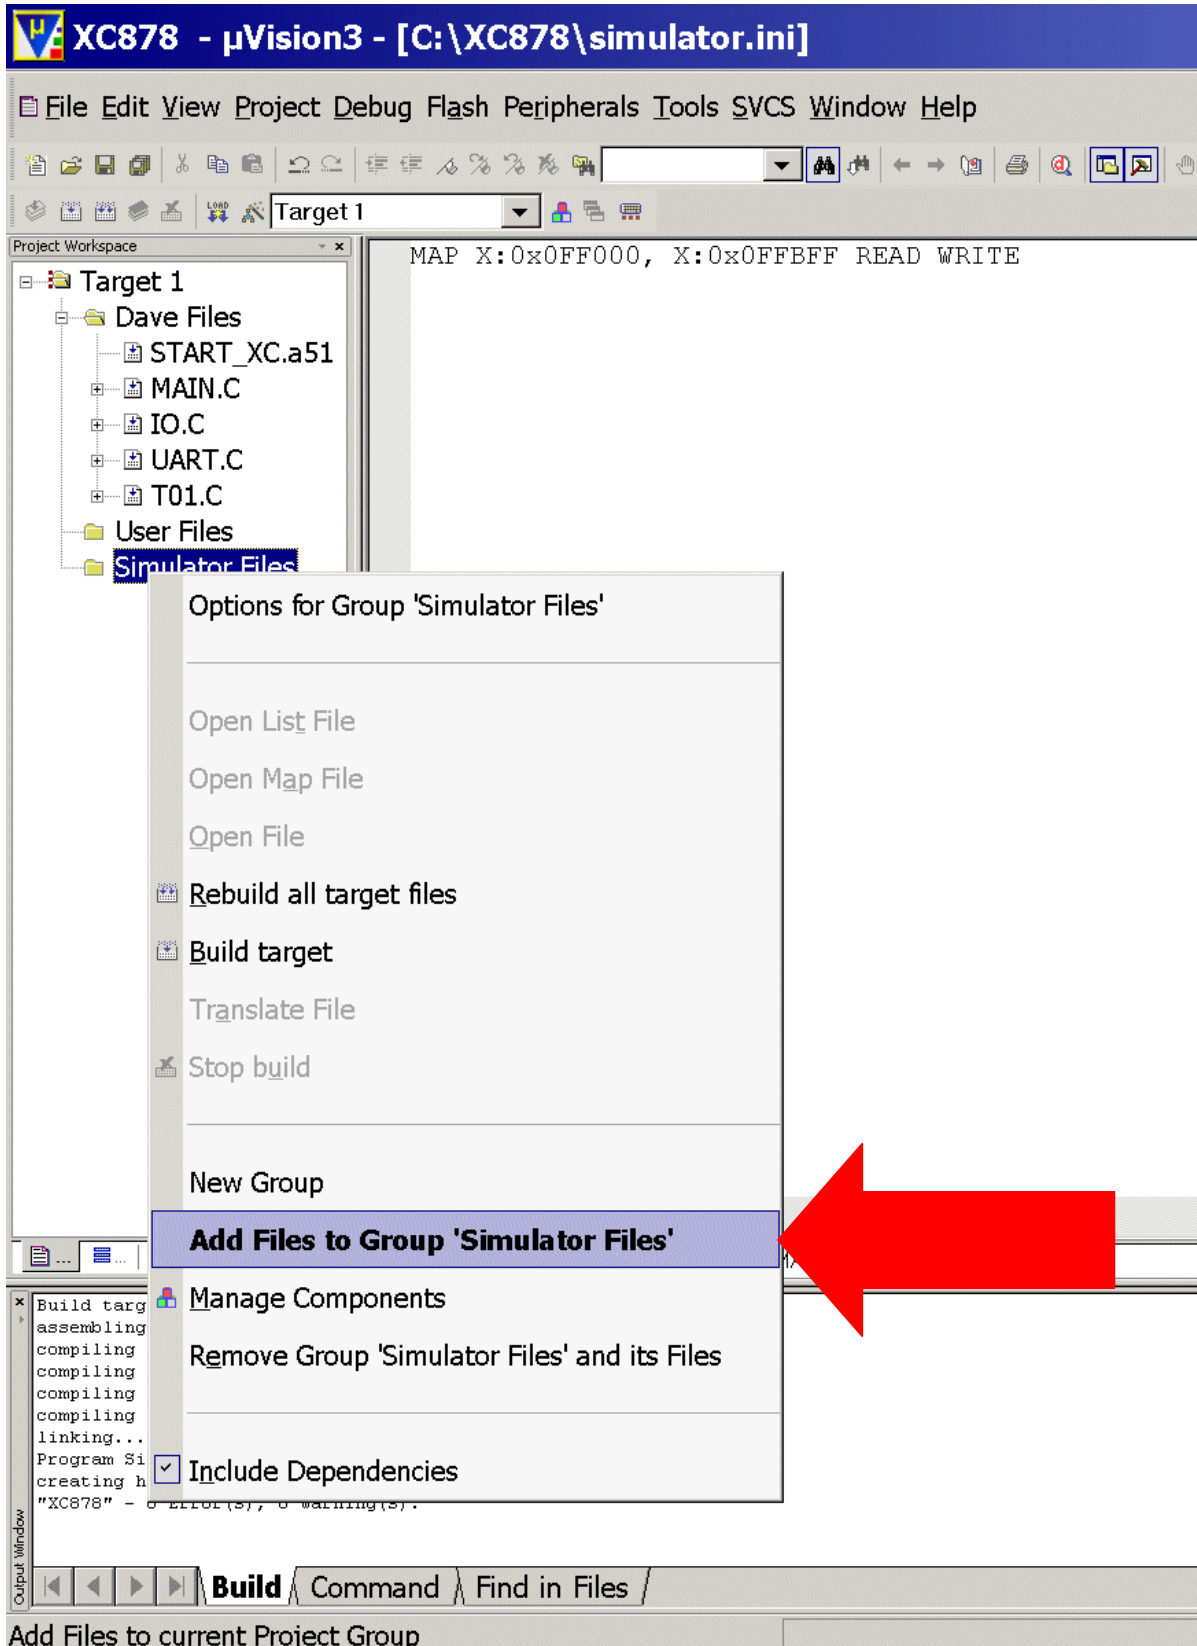 XC878 - µVision3 - [C:\XC878\simulator.ini]
File Edit View Project Debug Flash Peripherals Tools SVCS Window Help
LOAD
Target 1
Project Workspace
MAP X:0x0FF000, X:0x0FFBFF READ WRITE
Target 1
Dave Files
START_XC.a51
MAIN.C
IO.C
UART.C
T01.C
User Files
Simulator Files
Options for Group 'Simulator Files'
Open List File
Open Map File
Open File
Rebuild all target files
Build target
Translate File
Stop build
New Group
Add Files to Group 'Simulator Files'
Manage Components
Remove Group 'Simulator Files' and its Files
Include Dependencies
... ...
Build targ
assembling
compiling
compiling
compiling
compiling
linking...
Program Si
creating h
"XC878" - 0 Error(s), 0 Warning(s).
Output Window
Build Command Find in Files
Add Files to current Project Group